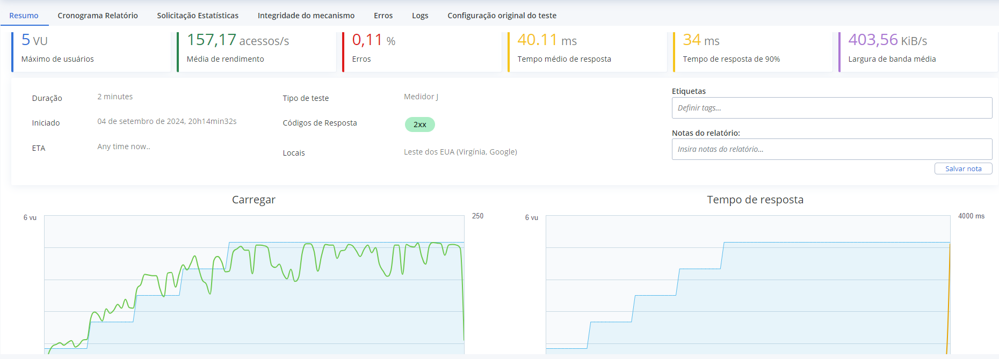 Resumo Cronograma Relatório Solicitação Estatísticas Integridade do mecanismo Erros Logs Configuração original do teste
5 VU 157,17 acessos/s 0,11 % 40.11 ms 34 ms 403,56 KiB/s
Máximo de usuários Média de rendimento Erros Tempo médio de resposta Tempo de resposta de 90% Largura de banda média
Duração 2 minutes
Iniciado 04 de setembro de 2024, 20h14min32s
ETA Any time now..
Tipo de teste Medidor J
Códigos de Resposta 2xx
Locais Leste dos EUA (Virgínia, Google)
Etiquetas
Definir tags...
Notas do relatório:
Insira notas do relatório...
Salvar nota
Carregar
6 vu 250
Tempo de resposta
6 vu 4000 ms